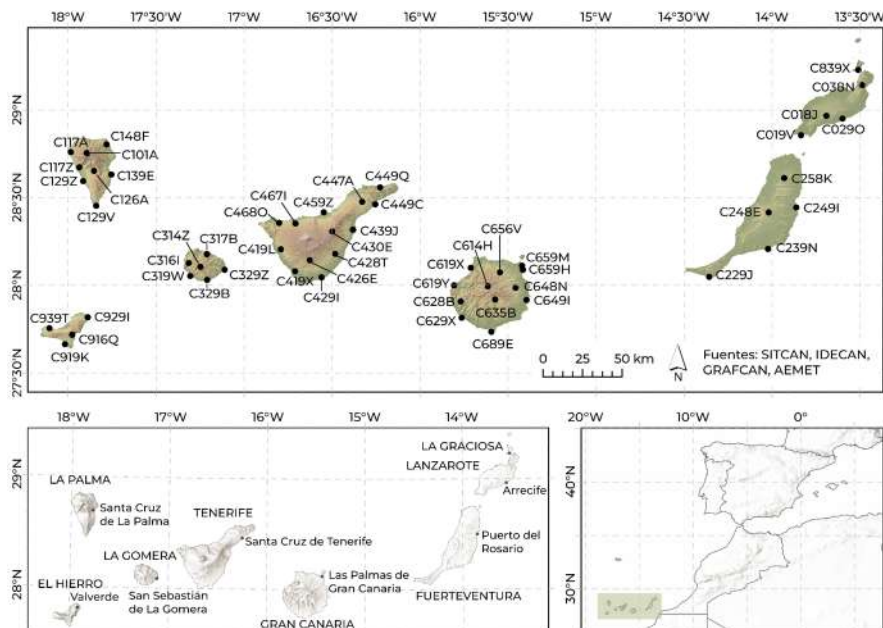 18°W
17°W
16,5°W
16°W
15,5°W
15°W
14,5°W
14°W
13,5°W
29°N
28°30'N
28°N
27°30'N
C117A
C148F
C101A
C117Z
C129Z
C139E
C126A
C129V
C314Z
C317B
C316I
C319W
C329Z
C329B
C939T
C929I
C916Q
C919K
C447A
C449Q
C467I
C459Z
C468O
C449C
C439J
C419L
C430E
C428T
C419X
C426E
C429I
C656V
C614H
C659M
C619X
C659H
C619Y
C648N
C628B
C649I
C635B
C629X
C689E
C839X
C038N
C018J
C029O
C019V
C258K
C248E
C249I
C239N
C229J
0 25 50 km
N
Fuentes: SITCAN, IDECAN,
GRAFCAN, AEMET
18°W
17°W
16°W
15°W
14°W
29°N
28°N
LA PALMA
Santa Cruz
de La Palma
TENERIFE
Santa Cruz de Tenerife
LA GOMERA
San Sebastián
de La Gomera
EL HIERRO
Valverde
Las Palmas de
Gran Canaria
GRAN CANARIA
LA GRACIOSA
LANZAROTE
Arrecife
Puerto del
Rosario
FUERTEVENTURA
20°W
10°W
0°
40°N
30°N